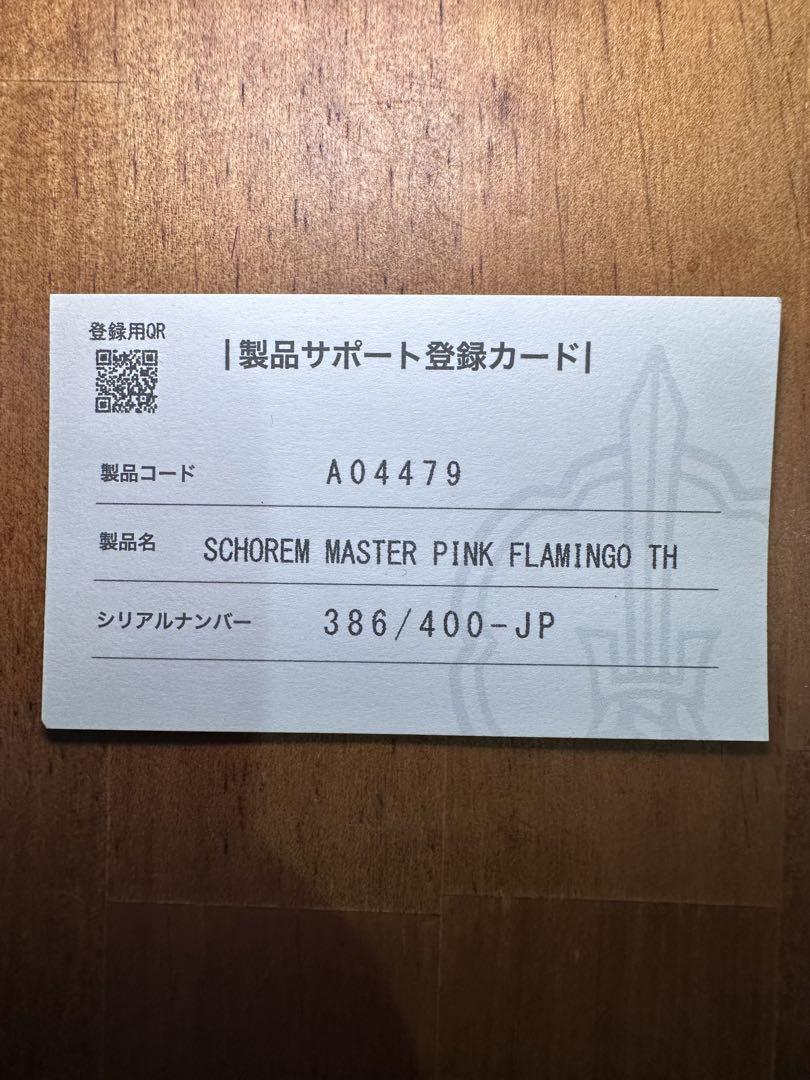 登録用QR
|製品サポート登録カード|
製品コード A04479
製品名 SCHOREM MASTER PINK FLAMINGO TH
シリアルナンバー 386/400-JP